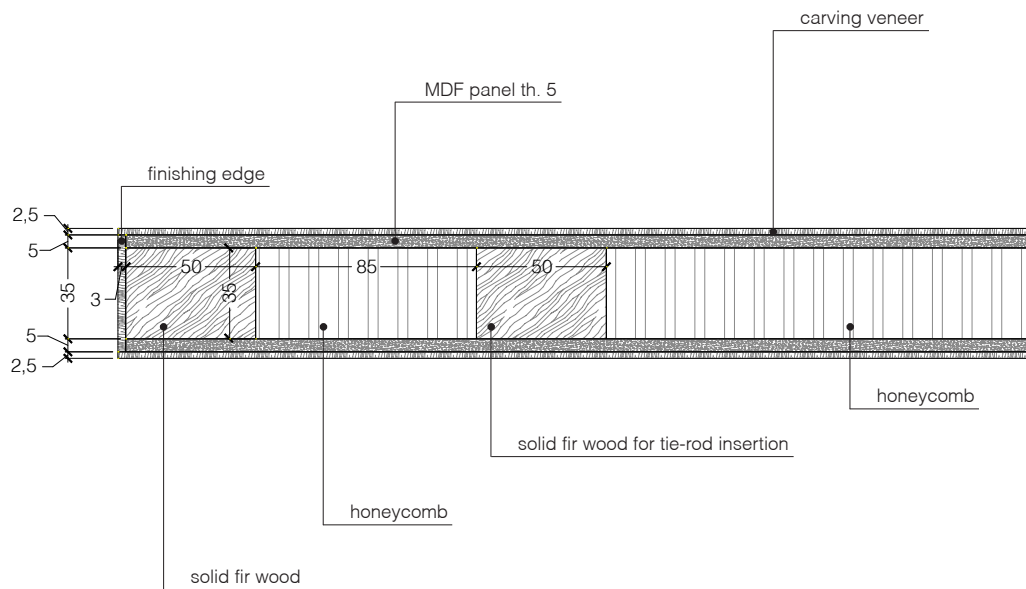 carving veneer
MDF panel th. 5
finishing edge
2,5
5
50
85
50
35
35
3
5
2,5
honeycomb
solid fir wood for tie-rod insertion
honeycomb
solid fir wood